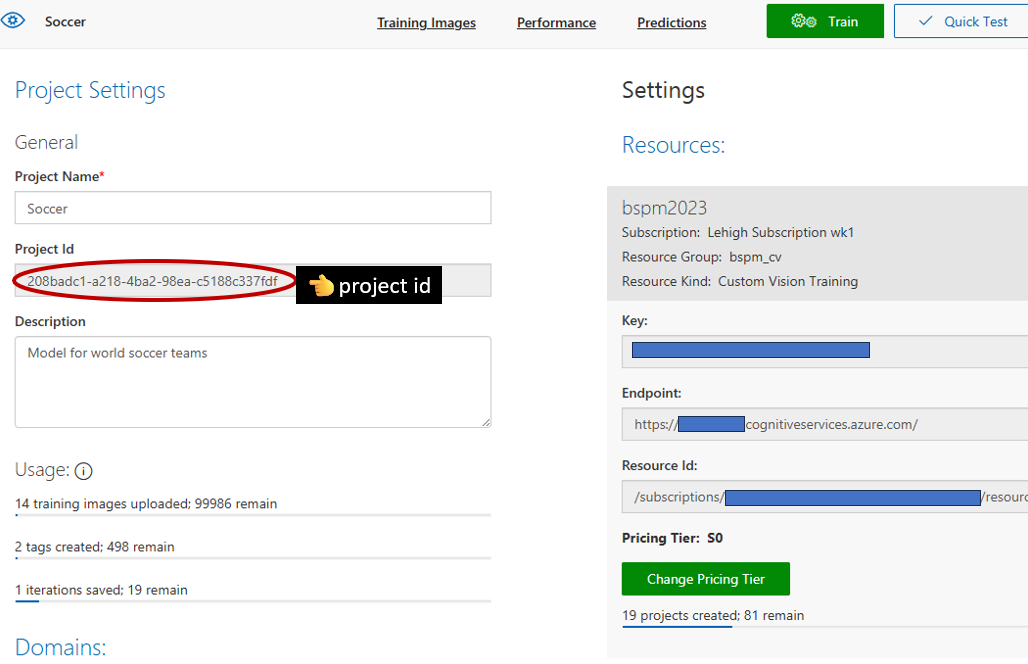 Soccer
Training Images
Performance
Predictions
Train
Quick Test
Project Settings
General
Project Name*
Soccer
Project Id
208badc1-a218-4ba2-98ea-c5188c337fdf
project id
Description
Model for world soccer teams
Usage:
14 training images uploaded; 99986 remain
2 tags created; 498 remain
1 iterations saved; 19 remain
Domains:
Settings
Resources:
bspm2023
Subscription: Lehigh Subscription wk1
Resource Group: bspm_cv
Resource Kind: Custom Vision Training
Key:
Endpoint:
https://cognitiveservices.azure.com/
Resource Id:
/subscriptions/ /resourc
Pricing Tier: S0
Change Pricing Tier
19 projects created; 81 remain